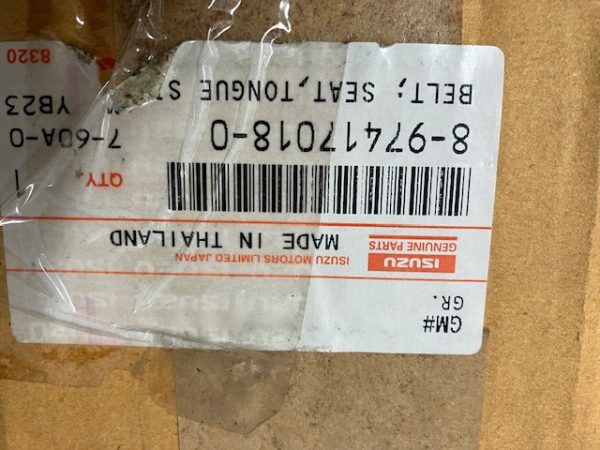 GM#
GR.
ISUZU
GENUINE PARTS
ISUZU MOTORS LIMITED JAPAN
MADE IN THAILAND
QTY. 1
8-97417018-0 7-60A-0
BELT; SEAT,TONGUE YB23
8320